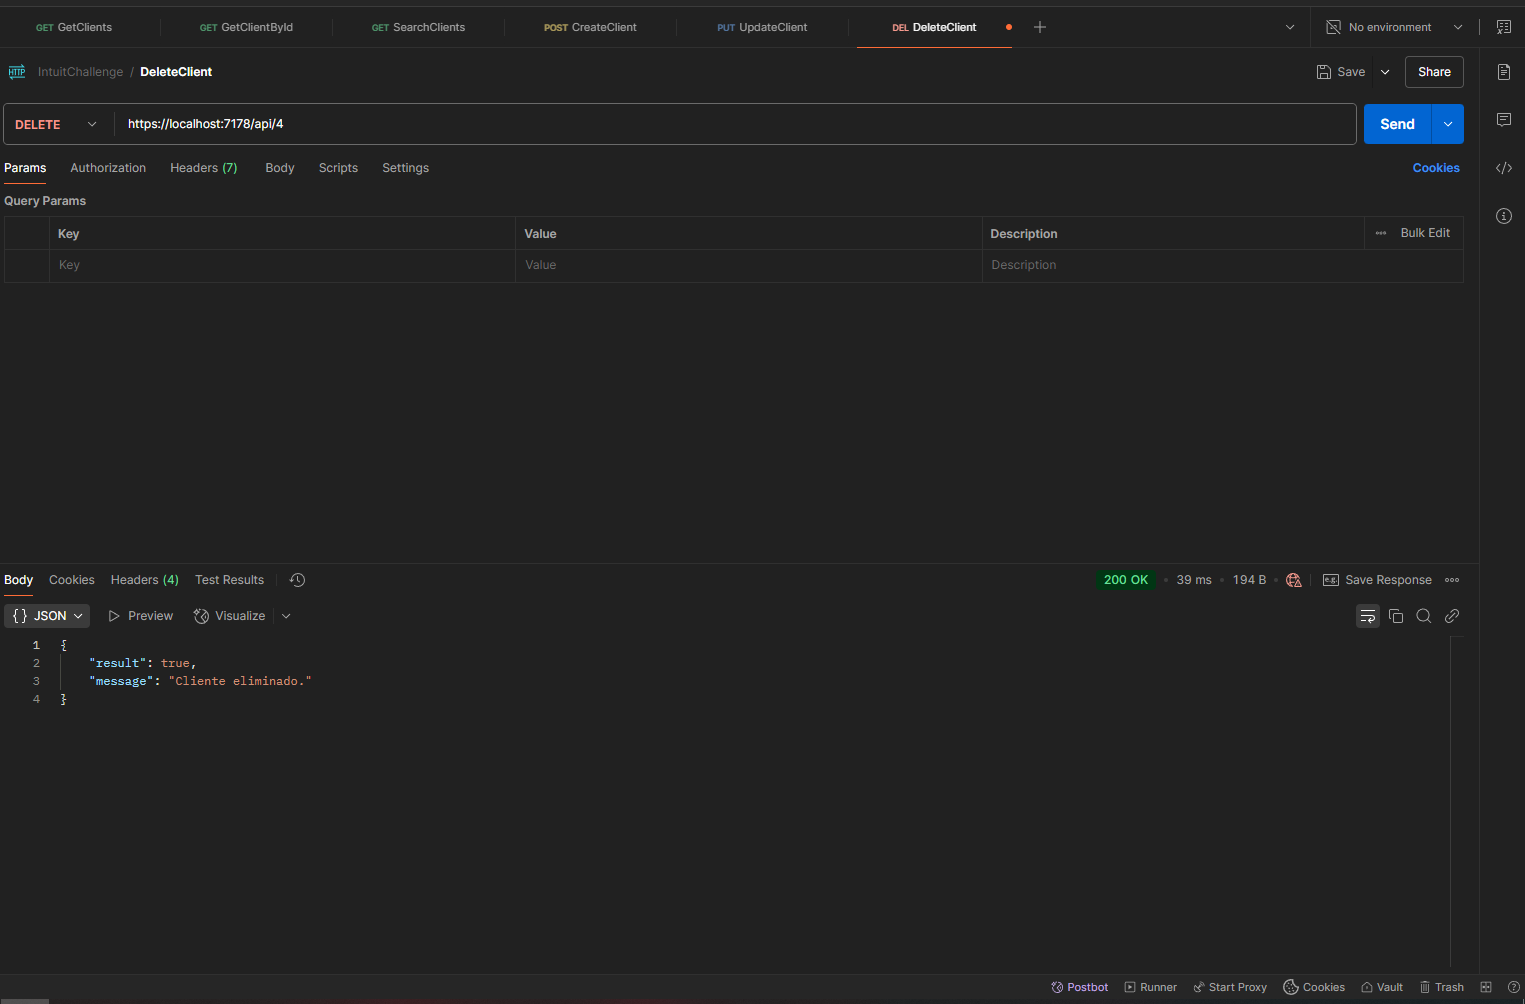 GET GetClients GET GetClientById GET SearchClients POST CreateClient PUT UpdateClient DEL DeleteClient No environment
HTTP IntuitChallenge / DeleteClient Save Share
DELETE https://localhost:7178/api/4 Send
Params Authorization Headers (7) Body Scripts Settings Cookies
Query Params
Key Value Description Bulk Edit
Key Value Description
Body Cookies Headers (4) Test Results 200 OK 39 ms 194 B e.g. Save Response
{} JSON Preview Visualize
1 {
2 "result": true,
3 "message": "Cliente eliminado."
4 }
Postbot Runner Start Proxy Cookies Vault Trash